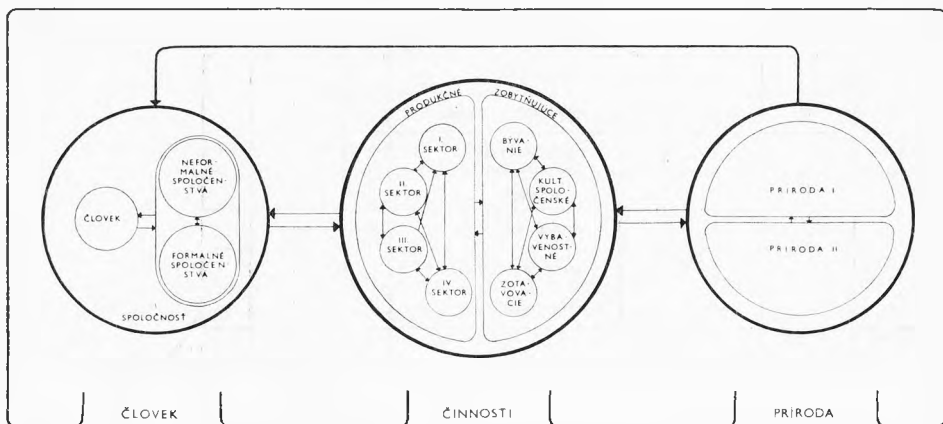 ČLOVEK
NEFOR-
MALNÉ
SPOLOČEN-
STVÁ
FORMALNÉ
SPOLOČEN-
STVÁ
SPOLOČNOSŤ
PRODUKČNÉ
I.
SEKTOR
II
SEKTOR
III
SEKTOR
IV
SEKTOR
ZOBYTŇUJÚCE
BÝVA-
NIE
KULT.
SPOLO-
ČENSKÉ
VYBA-
VENOST-
NÉ
ZOTA-
VOVA-
CIE
PRÍRODA I
PRÍRODA II
ČLOVEK
ČINNOSTI
PRÍRODA